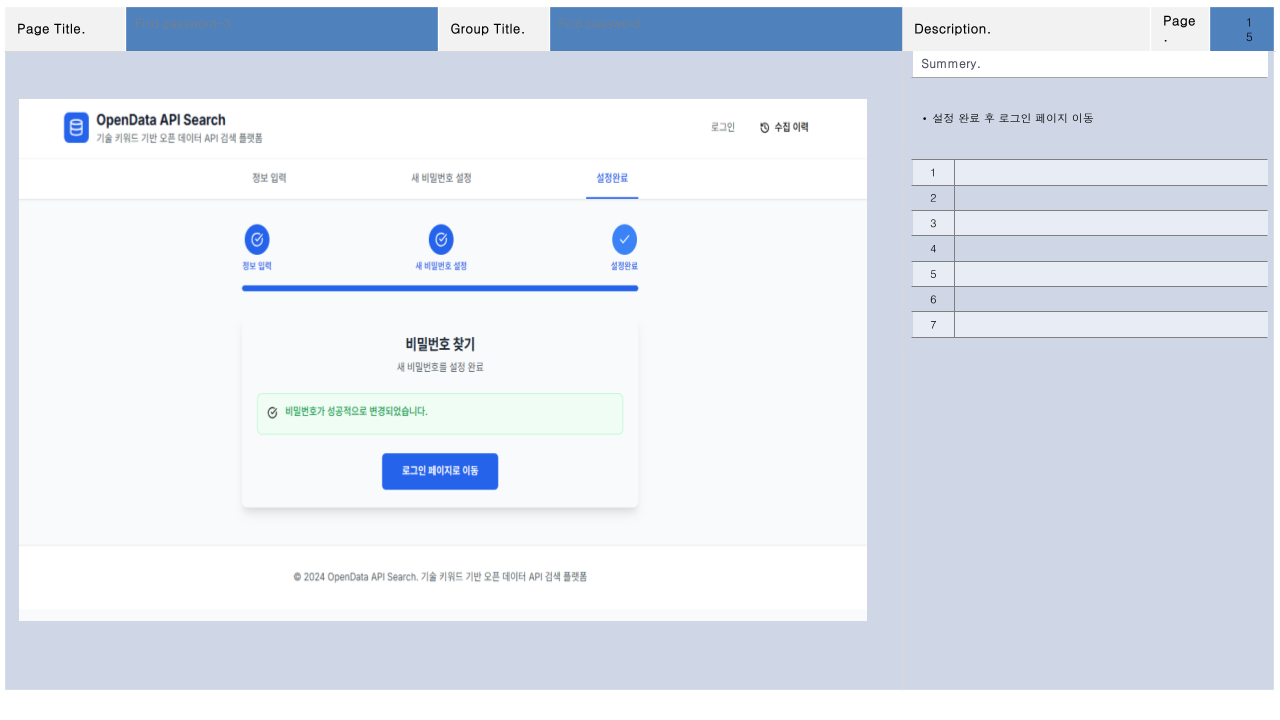 Page Title.
Group Title.
Description.
Page
.
1
5
Summery.
OpenData API Search
기술 키워드 기반 오픈 데이터 API 검색 플랫폼
로그인
수집 이력
정보 입력
새 비밀번호 설정
설정완료
정보 입력
새 비밀번호 설정
설정완료
비밀번호 찾기
새 비밀번호를 설정 완료
비밀번호가 성공적으로 변경되었습니다.
로그인 페이지로 이동
© 2024 OpenData API Search. 기술 키워드 기반 오픈 데이터 API 검색 플랫폼
• 설정 완료 후 로그인 페이지 이동
1
2
3
4
5
6
7